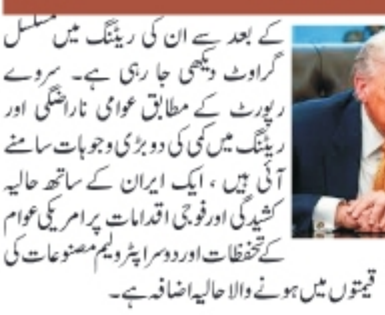 کے بعد سے ان کی ریٹنگ میں مسلسل
گراوٹ دیکھی جا رہی ہے۔ سروے
رپورٹ کے مطابق عوامی ناراضگی اور
ریٹنگ میں کمی کی دو بڑی وجوہات سامنے
آئی ہیں ، ایک ایران کے ساتھ حالیہ
کشیدگی اور فوجی اقدامات پر امریکی عوام
کے تحفظات اور دوسرا پٹرولیم مصنوعات کی
قیمتوں میں ہونے والا حالیہ اضافہ ہے۔